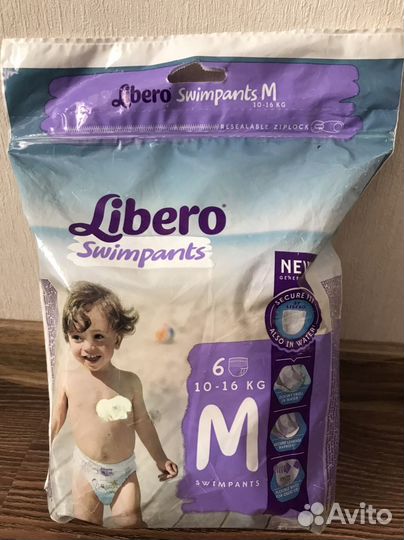 Libero Swimpants M
10-16 KG
RESEALABLE ZIPLOCK
Libero
Swimpants
NEW
SECURE FIT
ALSO IN WATER
6
10-16 KG
M
SWIMPANTS
Avito